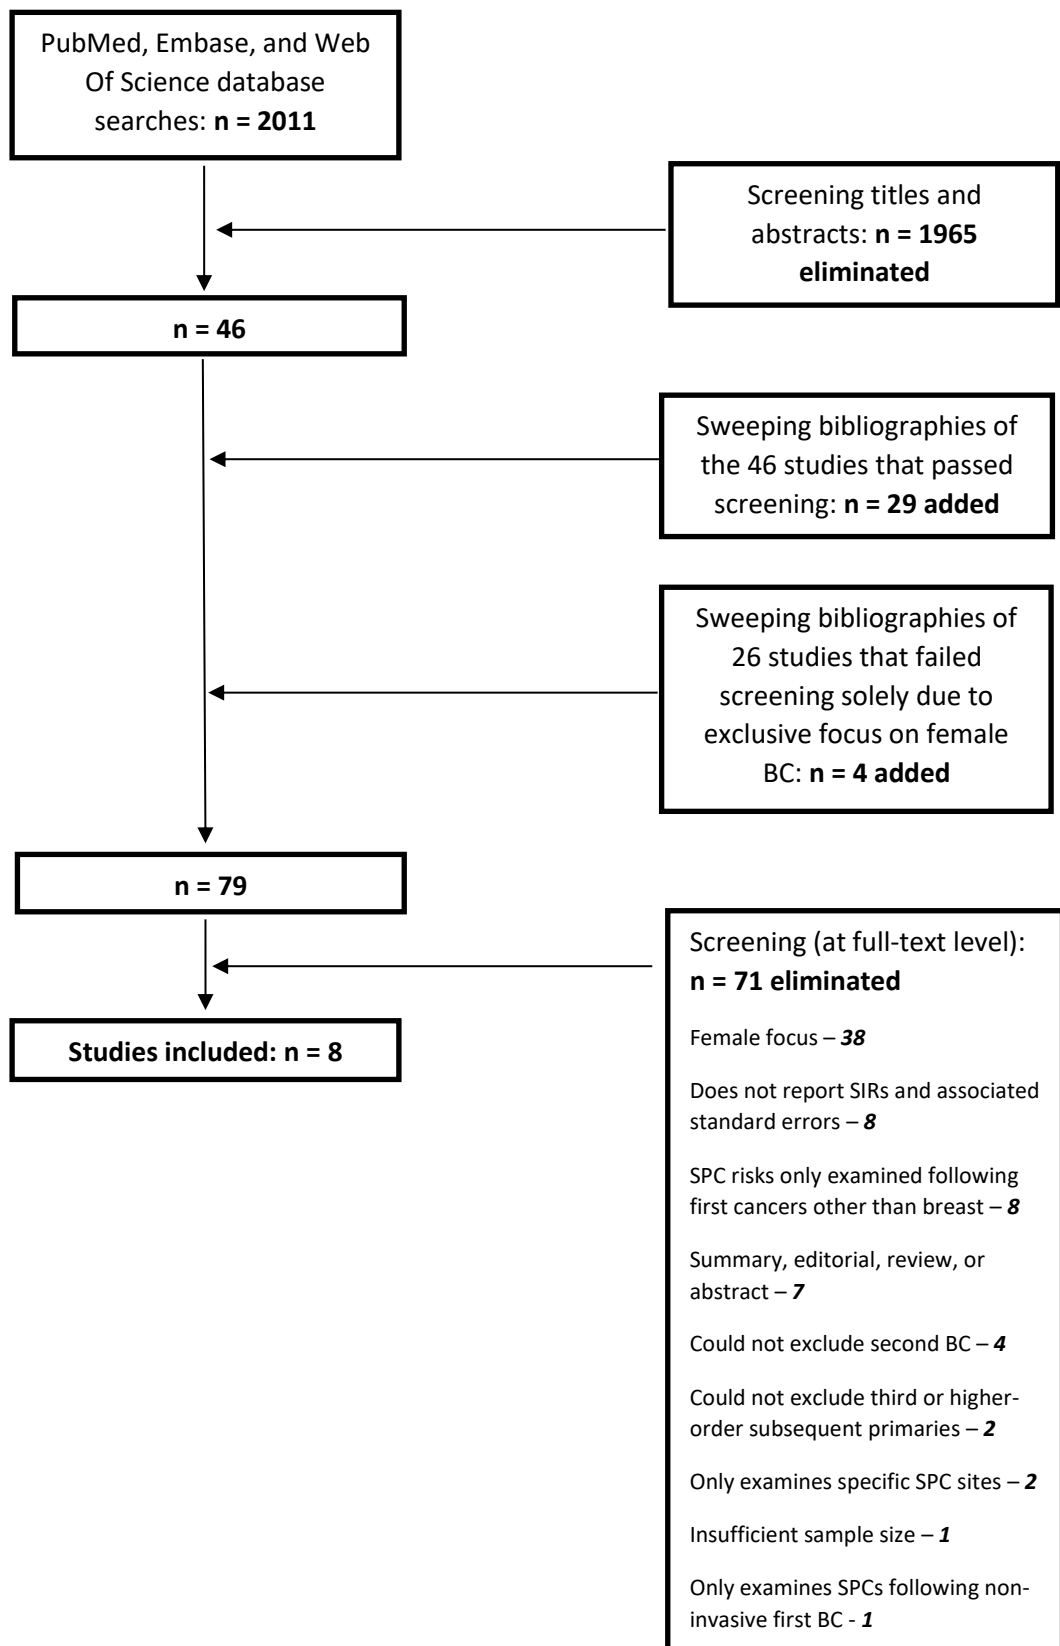 PubMed, Embase, and Web
Of Science database
searches: n = 2011
Screening titles and
abstracts: n = 1965
eliminated
n = 46
Sweeping bibliographies of
the 46 studies that passed
screening: n = 29 added
Sweeping bibliographies of
26 studies that failed
screening solely due to
exclusive focus on female
BC: n = 4 added
n = 79
Screening (at full-text level):
n = 71 eliminated
Female focus – 38
Does not report SIRs and associated
standard errors – 8
SPC risks only examined following
first cancers other than breast – 8
Summary, editorial, review, or
abstract – 7
Could not exclude second BC – 4
Could not exclude third or higher-
order subsequent primaries – 2
Only examines specific SPC sites – 2
Insufficient sample size – 1
Only examines SPCs following non-
invasive first BC - 1
Studies included: n = 8